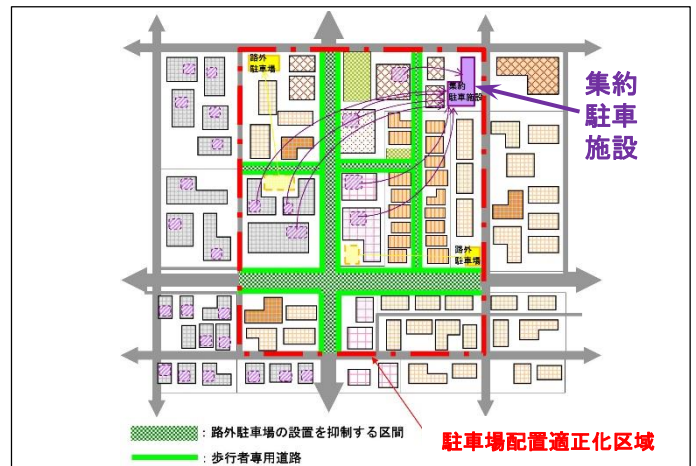 路外
駐車場
集約
駐車施設
集約
駐車
施設
路外
駐車場
駐車場配置適正化区域
：路外駐車場の設置を抑制する区間
：歩行者専用道路